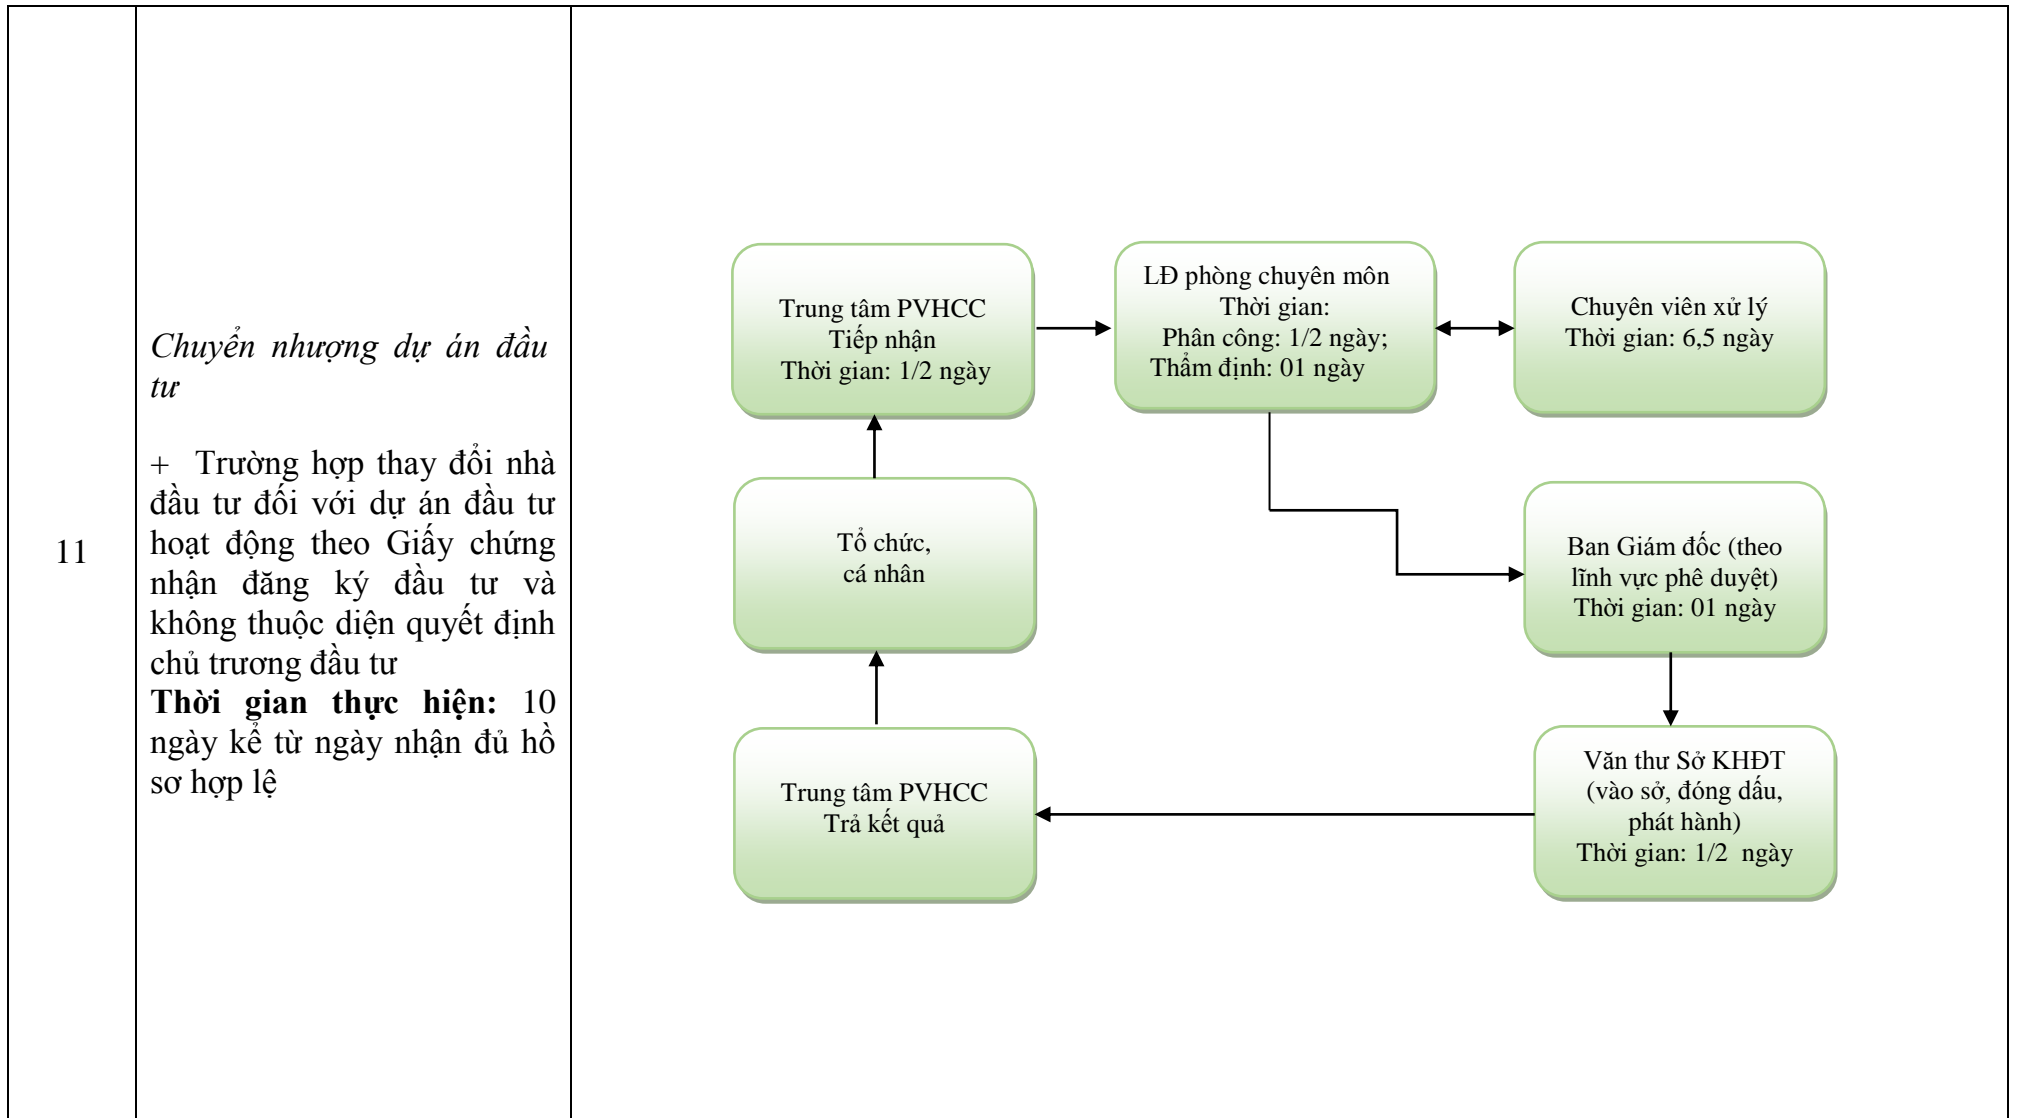 11
Chuyển nhượng dự án đầu
tư
+ Trường hợp thay đổi nhà
đầu tư đối với dự án đầu tư
hoạt động theo Giấy chứng
nhận đăng ký đầu tư và
không thuộc diện quyết định
chủ trương đầu tư
Thời gian thực hiện: 10
ngày kể từ ngày nhận đủ hồ
sơ hợp lệ
Trung tâm PVHCC
Tiếp nhận
Thời gian: 1/2 ngày
LĐ phòng chuyên môn
Thời gian:
Phân công: 1/2 ngày;
Thẩm định: 01 ngày
Chuyên viên xử lý
Thời gian: 6,5 ngày
Tổ chức,
cá nhân
Ban Giám đốc (theo
lĩnh vực phê duyệt)
Thời gian: 01 ngày
Trung tâm PVHCC
Trả kết quả
Văn thư Sở KHĐT
(vào sở, đóng dấu,
phát hành)
Thời gian: 1/2 ngày